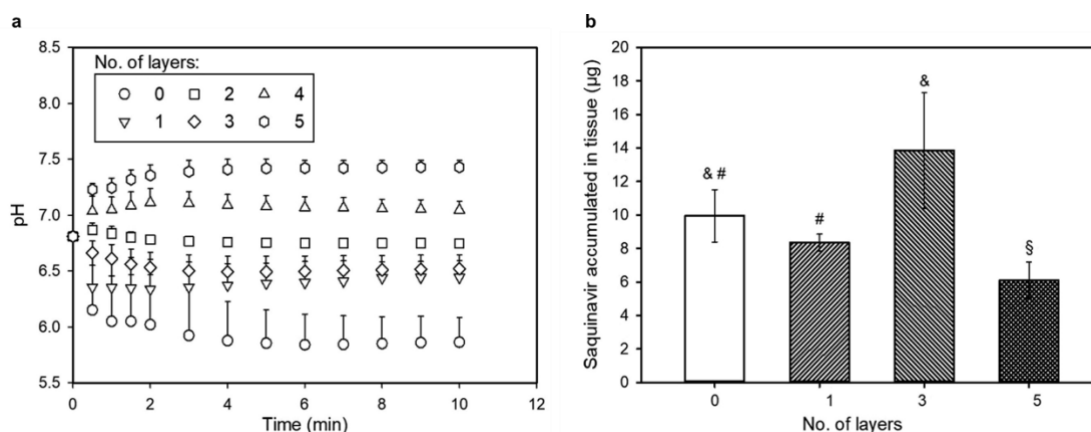 a
8.5
8.0
7.5
7.0
6.5
6.0
5.5
pH
No. of layers:
0 2 4
1 3 5
0 2 4 6 8 10 12
Time (min)
b
20
18
16
14
12
10
8
6
4
2
0
Saquinavir accumulated in tissue (µg)
& #
#
&
§
0 1 3 5
No. of layers